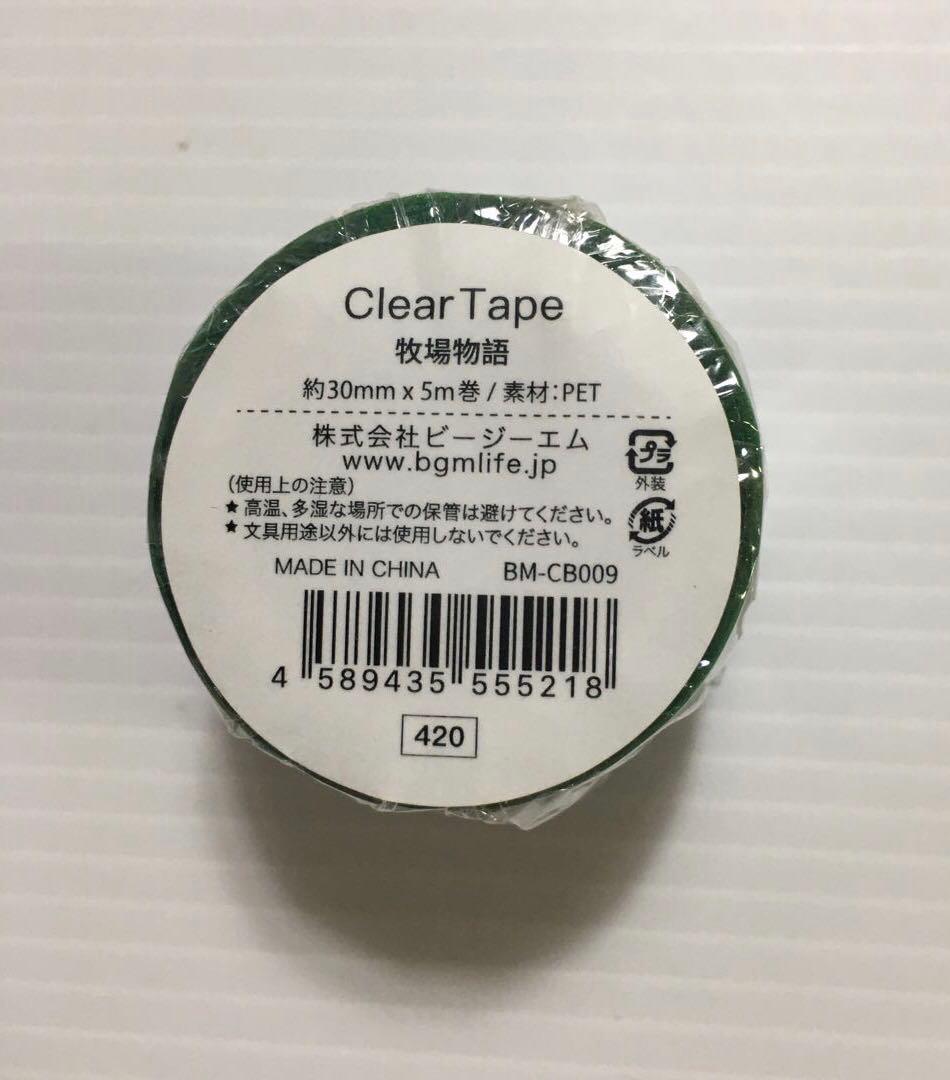 Clear Tape
牧場物語
約30mm x 5m巻 / 素材:PET
株式会社ビージーエム
www.bgmlife.jp
プラ
外装
(使用上の注意)
★ 高温、多湿な場所での保管は避けてください。
★ 文具用途以外には使用しないでください。
紙
ラベル
MADE IN CHINA BM-CB009
4 589435 555218
420